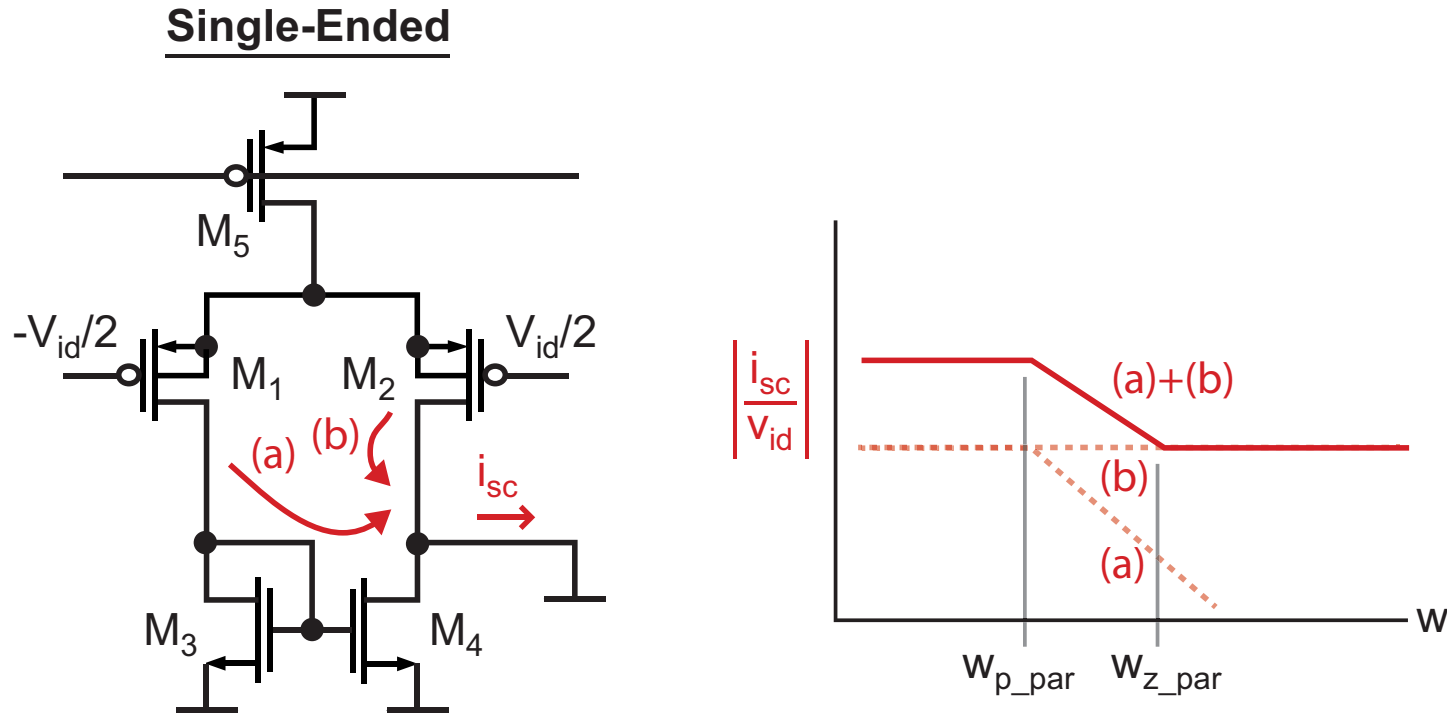 Single-Ended
M5
-Vid/2
M1
M2
Vid/2
(a)
(b)
isc
M3
M4
isc
vid
(a)+(b)
(b)
(a)
w
wp_par
wz_par